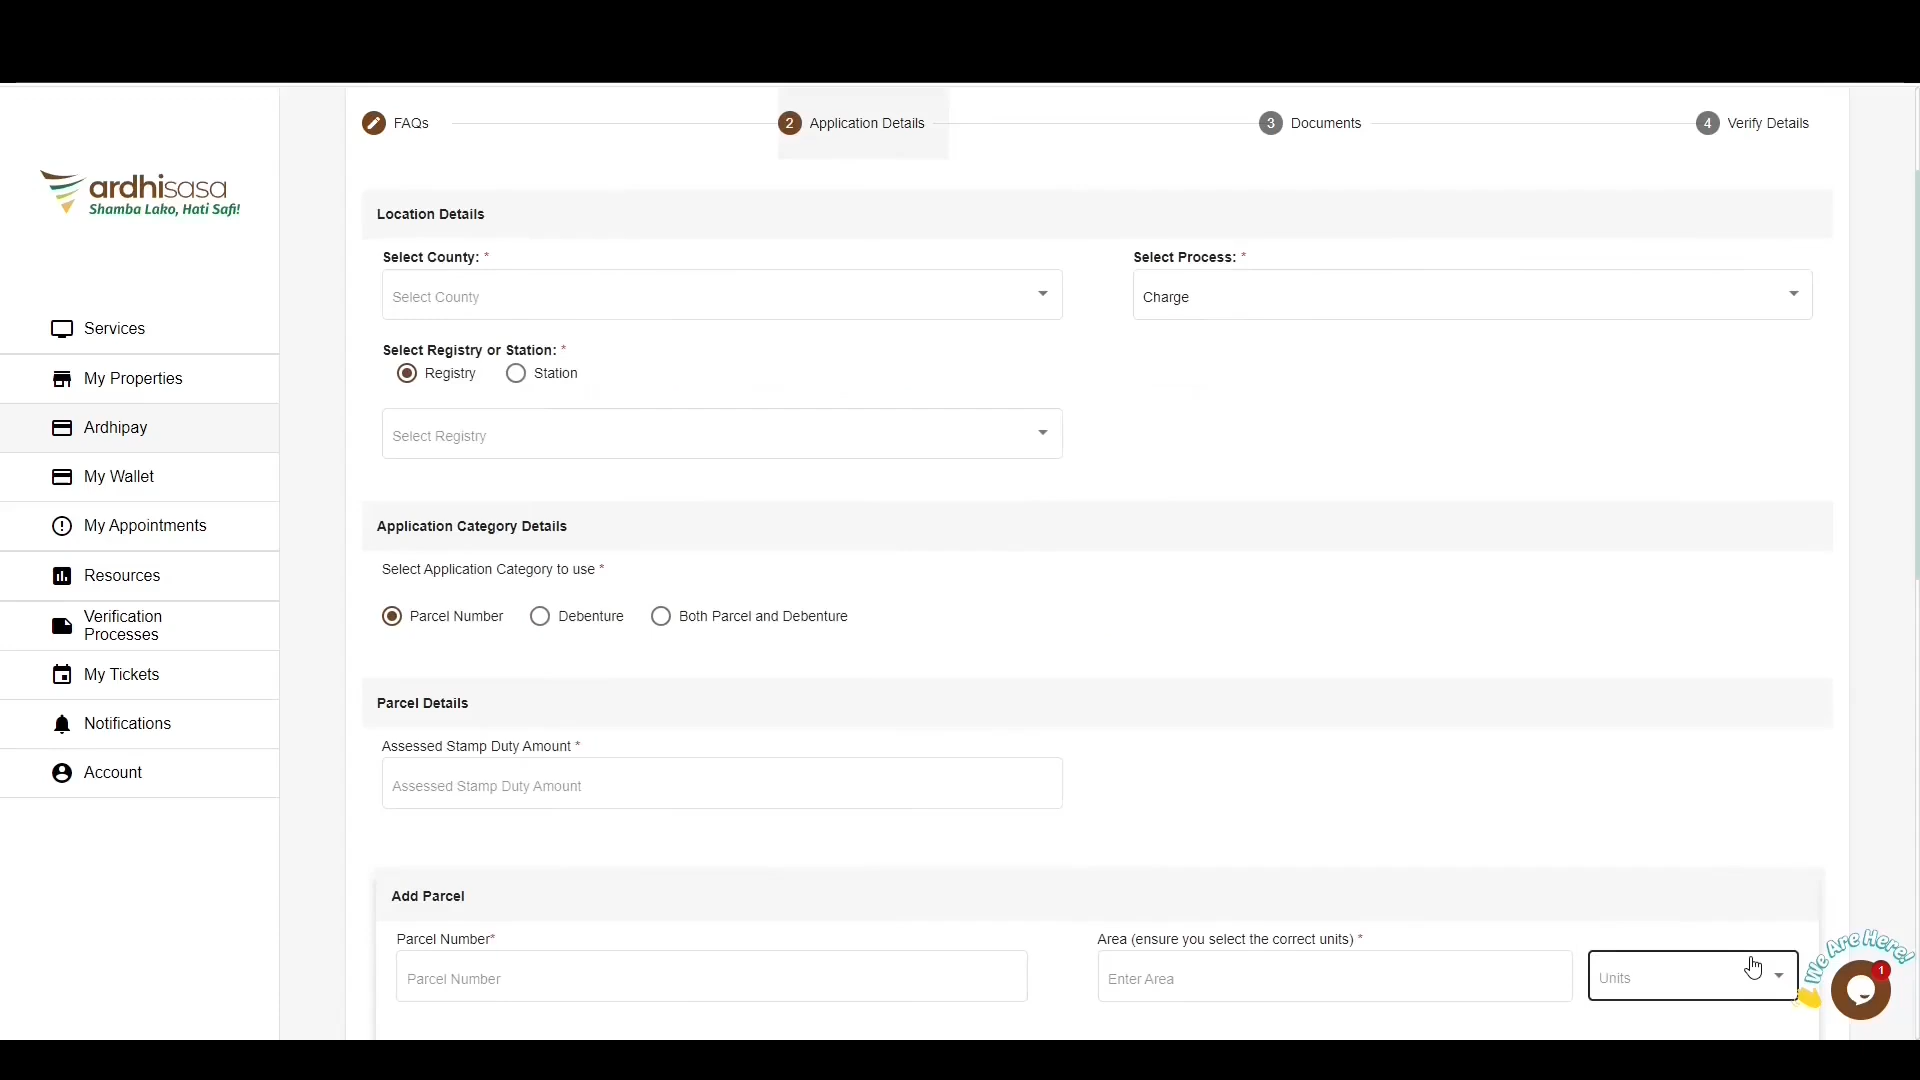 FAQs
2 Application Details
3 Documents
4 Verify Details
ardhisasa
Shamba Lako, Hati Safi!
Services
My Properties
Ardhipay
My Wallet
My Appointments
Resources
Verification
Processes
My Tickets
Notifications
Account
Location Details
Select County: *
Select County
Select Process: *
Charge
Select Registry or Station: *
Registry
Station
Select Registry
Application Category Details
Select Application Category to use *
Parcel Number
Debenture
Both Parcel and Debenture
Parcel Details
Assessed Stamp Duty Amount *
Assessed Stamp Duty Amount
Add Parcel
Parcel Number*
Parcel Number
Area (ensure you select the correct units) *
Enter Area
Units
We Are Here!
1